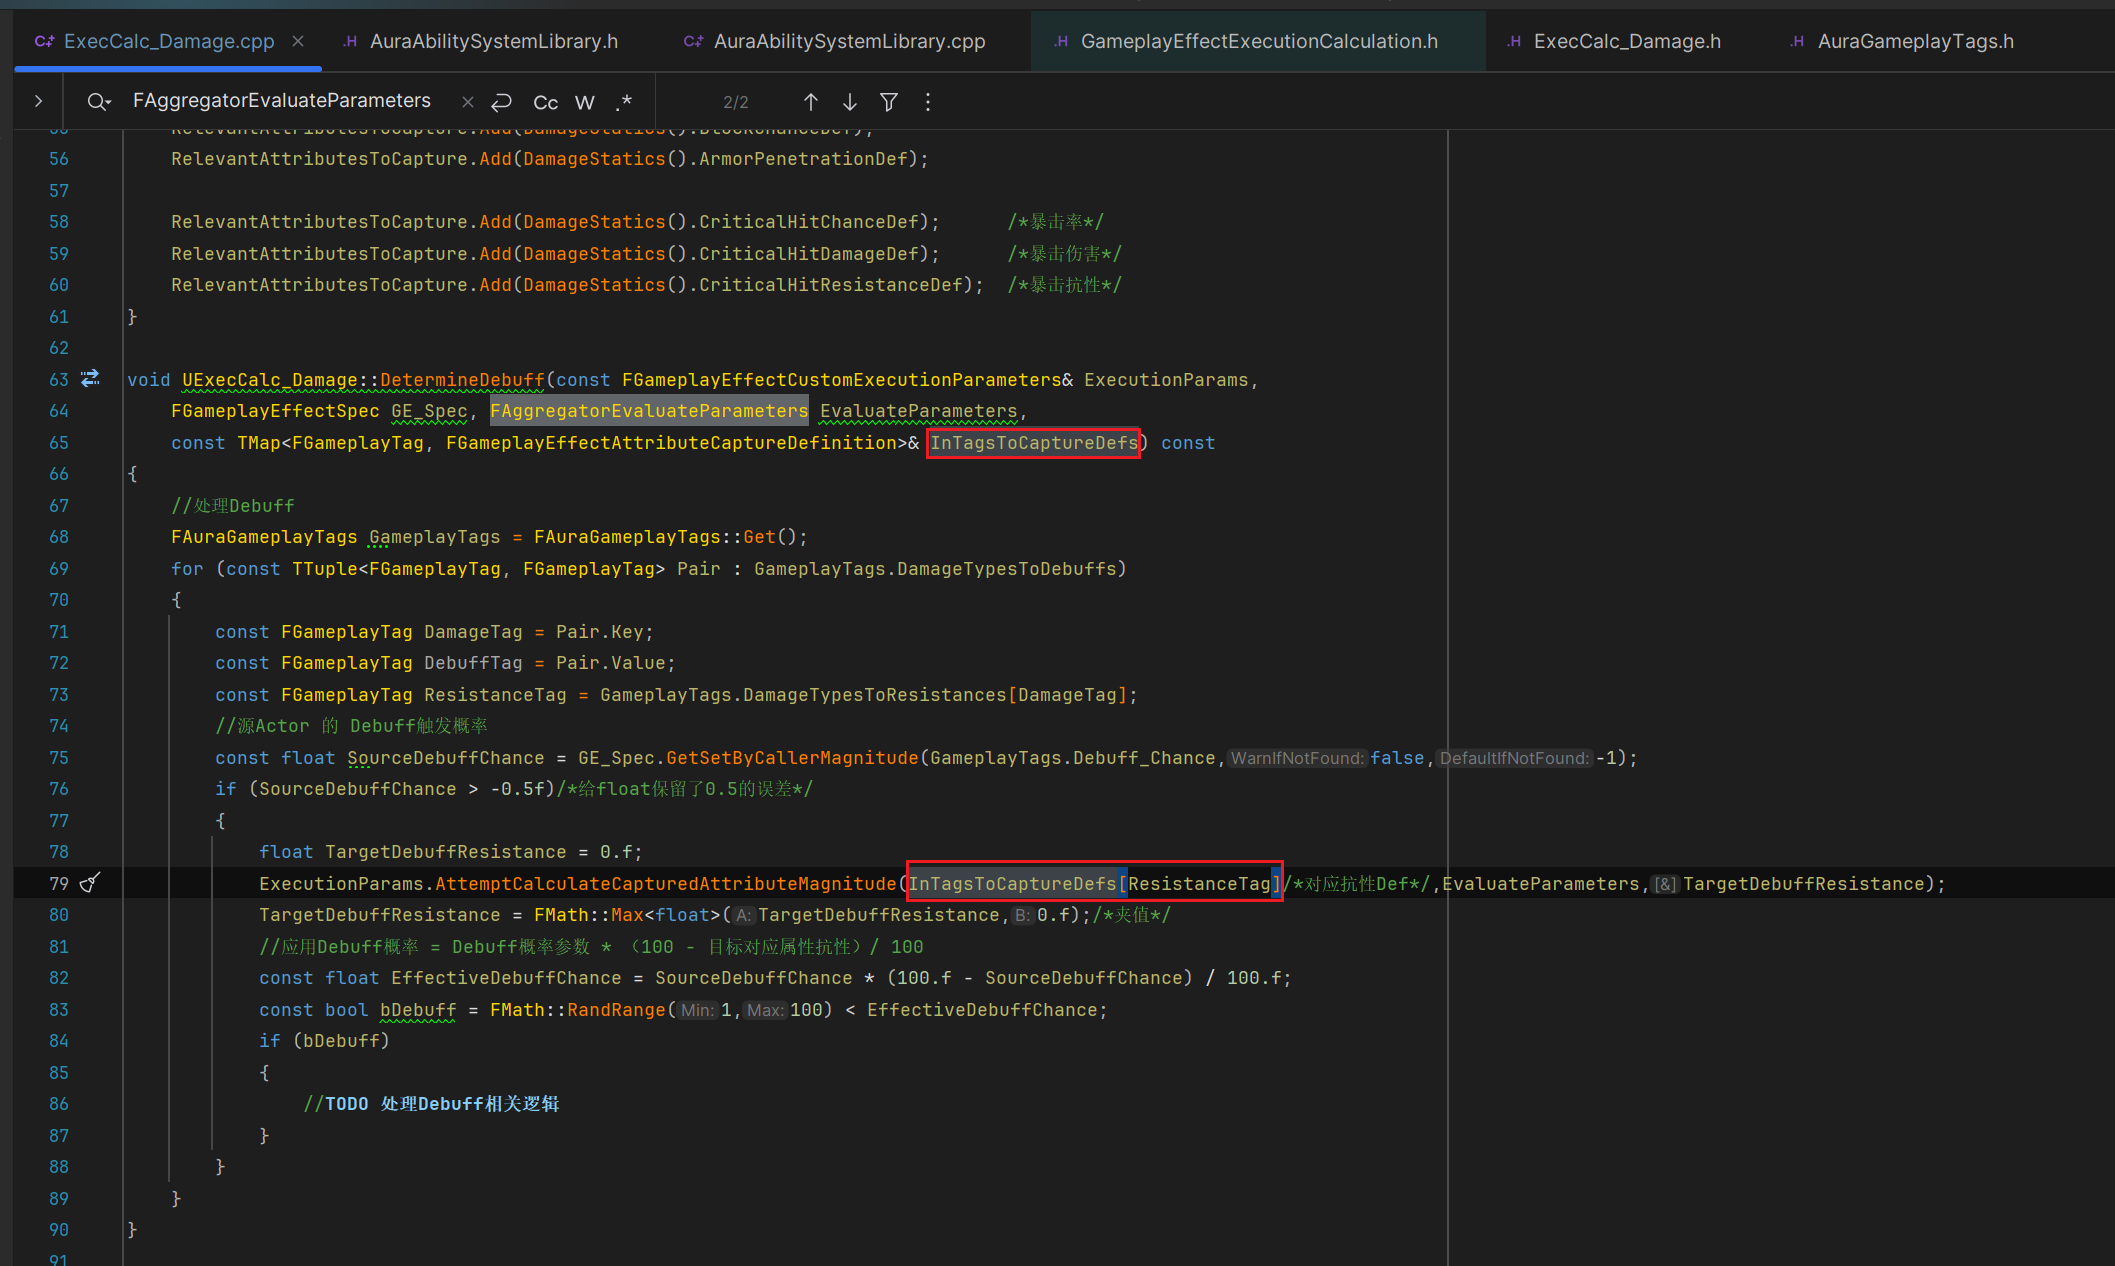 ExecCalc_Damage.cpp AuraAbilitySystemLibrary.h AuraAbilitySystemLibrary.cpp GameplayEffectExecutionCalculation.h ExecCalc_Damage.h AuraGameplayTags.h
FAggregatorEvaluateParameters Cc W .* 2/2
RelevantAttributesToCapture.Add(DamageStatics().BlockChanceDef);
56 RelevantAttributesToCapture.Add(DamageStatics().ArmorPenetrationDef);
57
58 RelevantAttributesToCapture.Add(DamageStatics().CriticalHitChanceDef); /*暴击率*/
59 RelevantAttributesToCapture.Add(DamageStatics().CriticalHitDamageDef); /*暴击伤害*/
60 RelevantAttributesToCapture.Add(DamageStatics().CriticalHitResistanceDef); /*暴击抗性*/
61 }
62
63 void UExecCalc_Damage::DetermineDebuff(const FGameplayEffectCustomExecutionParameters& ExecutionParams,
64 FGameplayEffectSpec GE_Spec, FAggregatorEvaluateParameters EvaluateParameters,
65 const TMap<FGameplayTag, FGameplayEffectAttributeCaptureDefinition>& InTagsToCaptureDefs) const
66 {
67 //处理Debuff
68 FAuraGameplayTags GameplayTags = FAuraGameplayTags::Get();
69 for (const TTuple<FGameplayTag, FGameplayTag> Pair : GameplayTags.DamageTypesToDebuffs)
70 {
71 const FGameplayTag DamageTag = Pair.Key;
72 const FGameplayTag DebuffTag = Pair.Value;
73 const FGameplayTag ResistanceTag = GameplayTags.DamageTypesToResistances[DamageTag];
74 //源Actor 的 Debuff触发概率
75 const float SourceDebuffChance = GE_Spec.GetSetByCallerMagnitude(GameplayTags.Debuff_Chance, WarnIfNotFound: false, DefaultIfNotFound: -1);
76 if (SourceDebuffChance > -0.5f)/*给float保留了0.5的误差*/
77 {
78 float TargetDebuffResistance = 0.f;
79 ExecutionParams.AttemptCalculateCapturedAttributeMagnitude(InTagsToCaptureDefs[ResistanceTag]/*对应抗性Def*/,EvaluateParameters, [&] TargetDebuffResistance);
80 TargetDebuffResistance = FMath::Max<float>( A: TargetDebuffResistance, B: 0.f);/*夹值*/
81 //应用Debuff概率 = Debuff概率参数 * （100 - 目标对应属性抗性）/ 100
82 const float EffectiveDebuffChance = SourceDebuffChance * (100.f - SourceDebuffChance) / 100.f;
83 const bool bDebuff = FMath::RandRange( Min: 1, Max: 100) < EffectiveDebuffChance;
84 if (bDebuff)
85 {
86 //TODO 处理Debuff相关逻辑
87 }
88 }
89 }
90 }
91